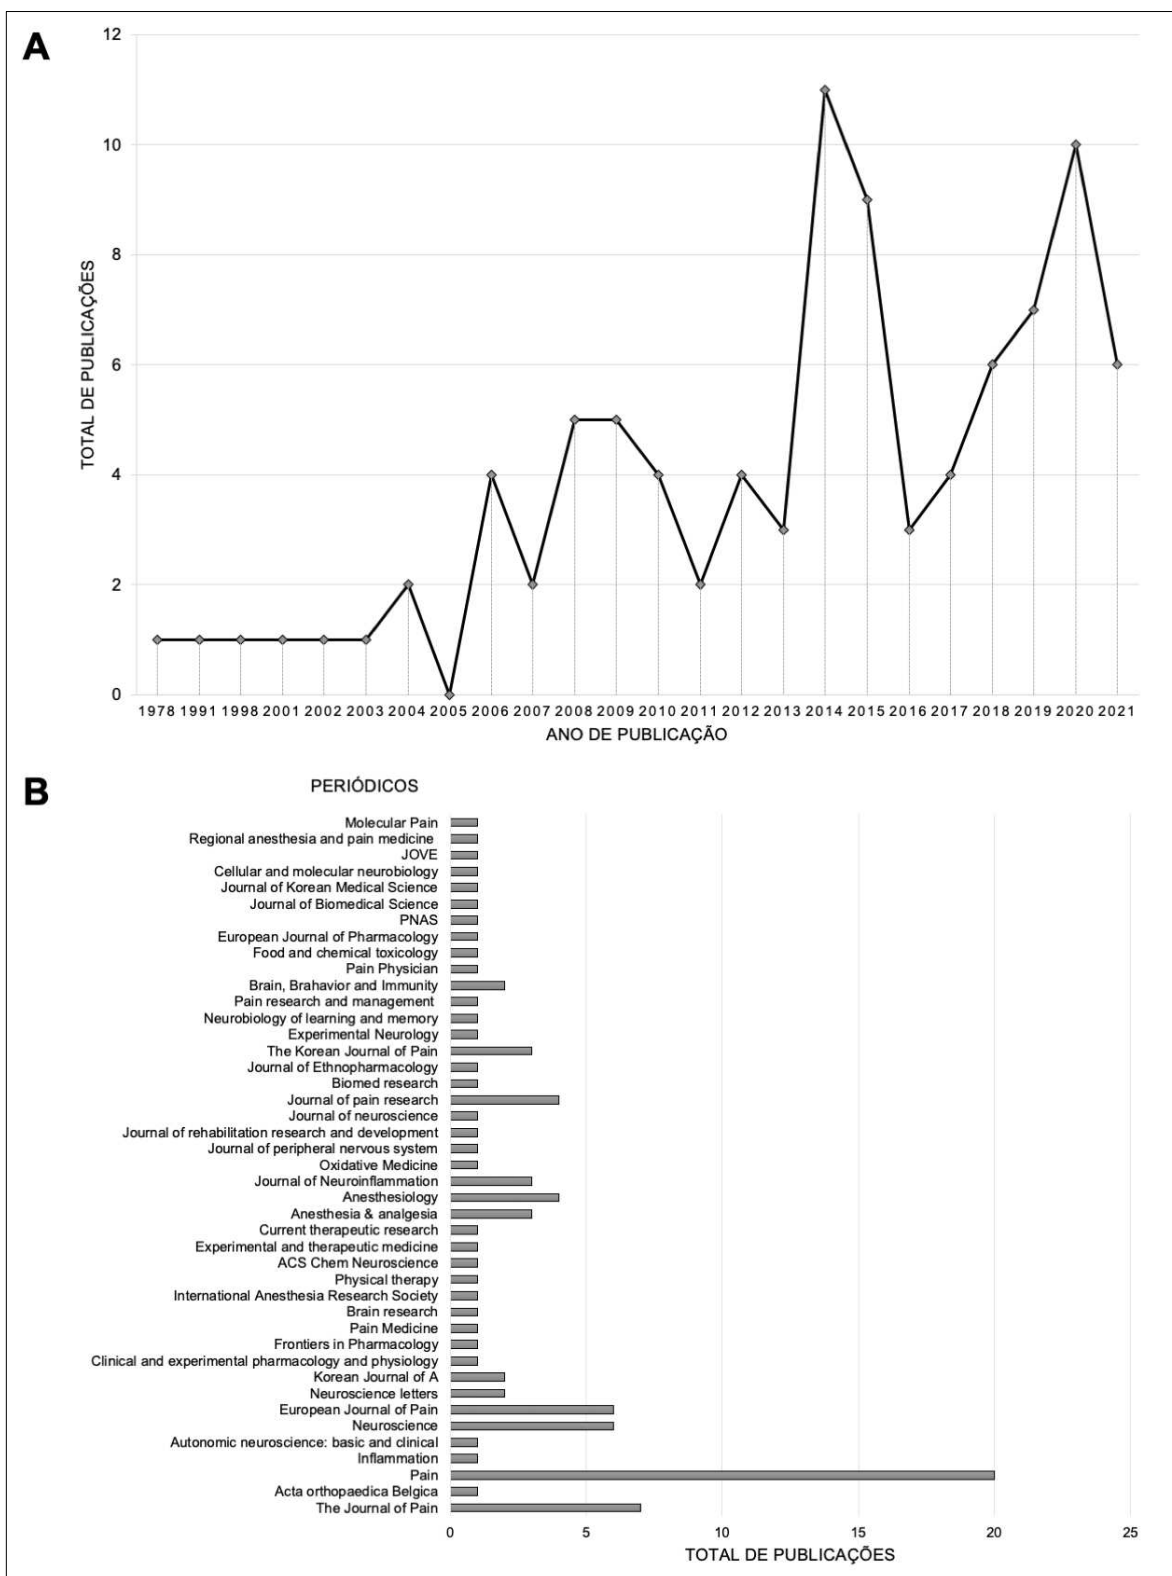 A
12
10
8
6
4
2
0
TOTAL DE PUBLICAÇÕES
1978 1991 1998 2001 2002 2003 2004 2005 2006 2007 2008 2009 2010 2011 2012 2013 2014 2015 2016 2017 2018 2019 2020 2021
ANO DE PUBLICAÇÃO
B
PERIÓDICOS
Molecular Pain
Regional anesthesia and pain medicine
JOVE
Cellular and molecular neurobiology
Journal of Korean Medical Science
Journal of Biomedical Science
PNAS
European Journal of Pharmacology
Food and chemical toxicology
Pain Physician
Brain, Brahavior and Immunity
Pain research and management
Neurobiology of learning and memory
Experimental Neurology
The Korean Journal of Pain
Journal of Ethnopharmacology
Biomed research
Journal of pain research
Journal of neuroscience
Journal of rehabilitation research and development
Journal of peripheral nervous system
Oxidative Medicine
Journal of Neuroinflammation
Anesthesiology
Anesthesia & analgesia
Current therapeutic research
Experimental and therapeutic medicine
ACS Chem Neuroscience
Physical therapy
International Anesthesia Research Society
Brain research
Pain Medicine
Frontiers in Pharmacology
Clinical and experimental pharmacology and physiology
Korean Journal of A
Neuroscience letters
European Journal of Pain
Neuroscience
Autonomic neuroscience: basic and clinical
Inflammation
Pain
Acta orthopaedica Belgica
The Journal of Pain
0 5 10 15 20 25
TOTAL DE PUBLICAÇÕES